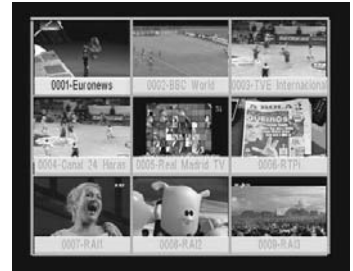 0001-Euronews
0002-BBC World
0003-TVE Internacional
0004-Canal 24 Horas
0005-Real Madrid TV
0006-RTPi
0007-RAI1
0008-RAI2
0009-RAI3